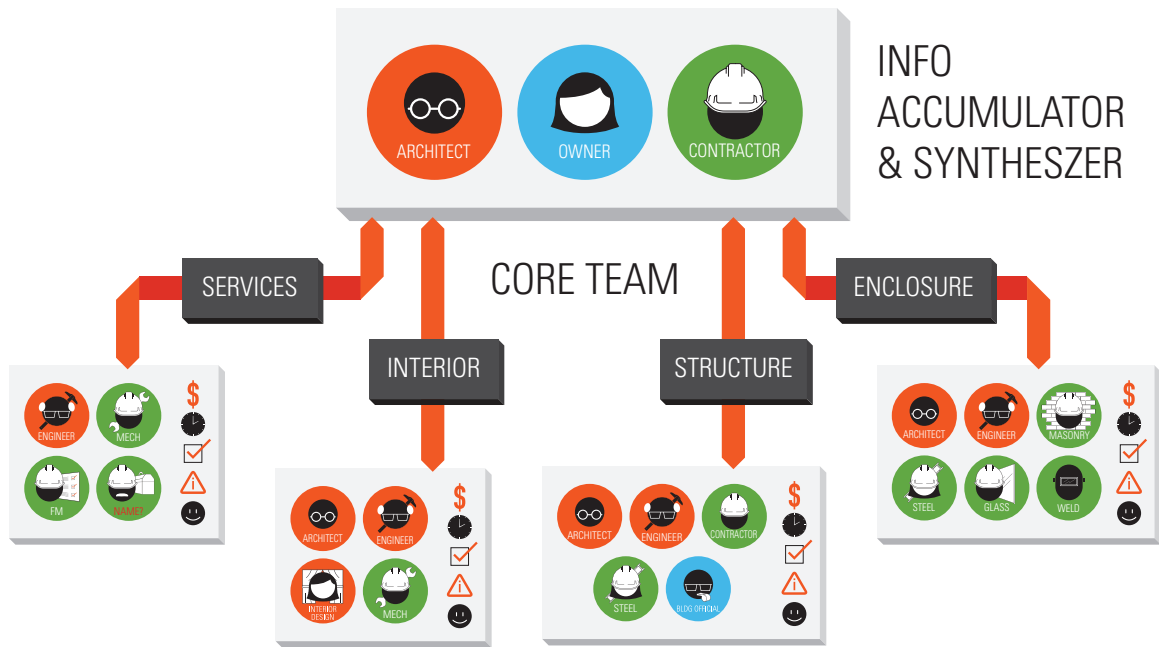 ARCHITECT
OWNER
CONTRACTOR
INFO
ACCUMULATOR
& SYNTHESZER
CORE TEAM
SERVICES
ENCLOSURE
INTERIOR
STRUCTURE
ENGINEER
MECH
FM
NAME?
$
ARCHITECT
ENGINEER
INTERIOR
DESIGN
MECH
$
ARCHITECT
ENGINEER
CONTRACTOR
STEEL
BLDG OFFICIAL
$
ARCHITECT
ENGINEER
MASONRY
STEEL
GLASS
WELD
$